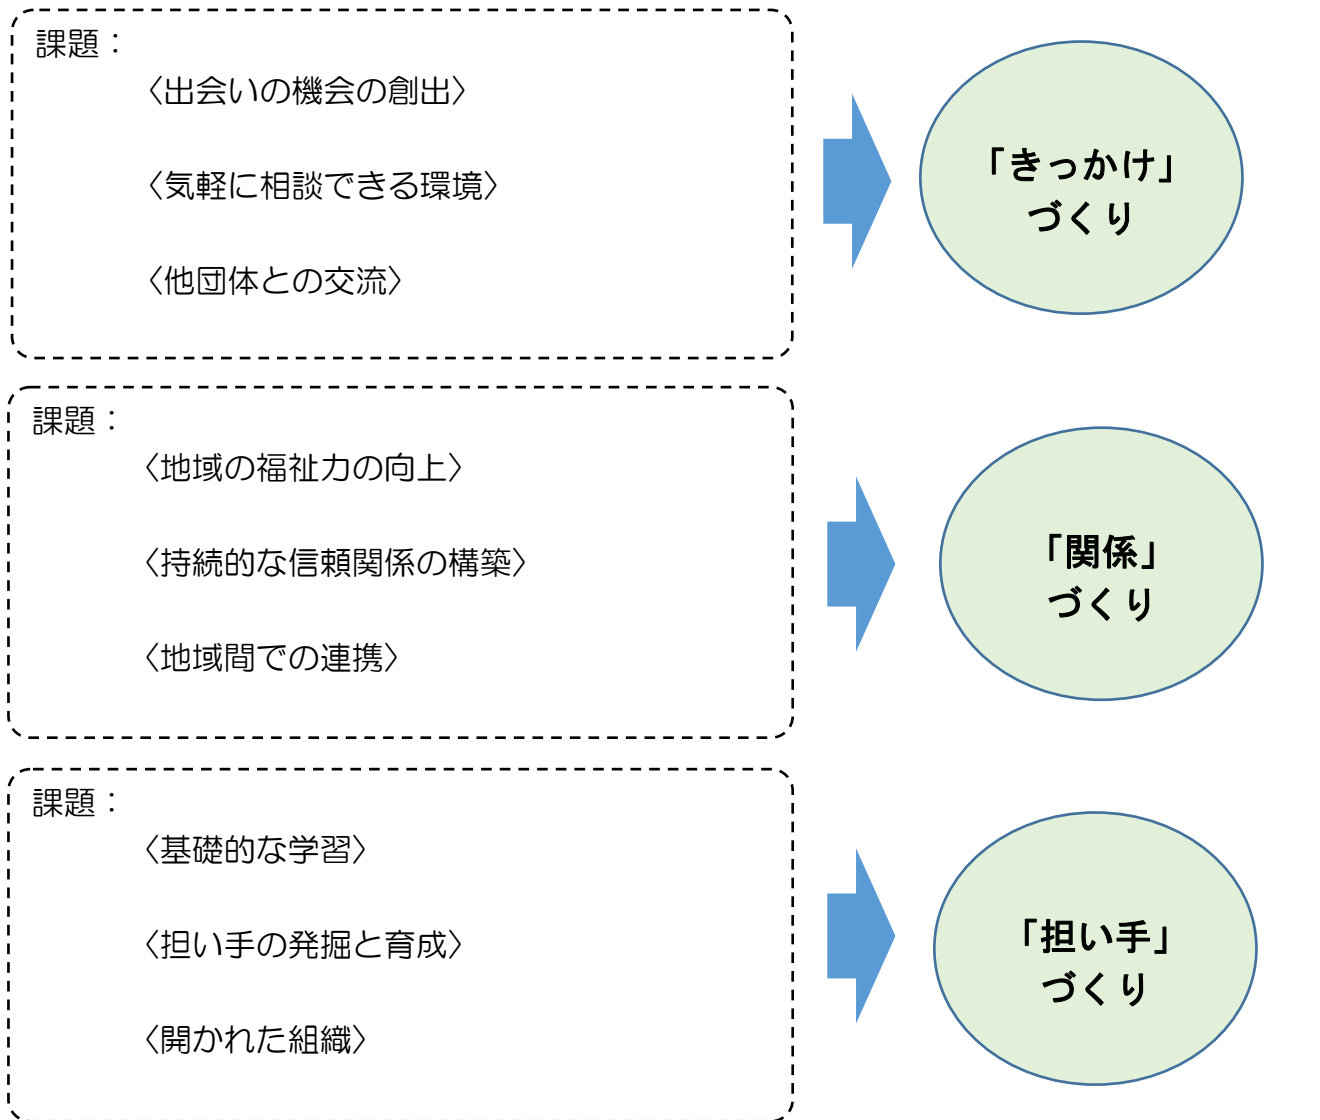 課題：
〈出会いの機会の創出〉
〈気軽に相談できる環境〉
〈他団体との交流〉
「きっかけ」
づくり
課題：
〈地域の福祉力の向上〉
〈持続的な信頼関係の構築〉
〈地域間での連携〉
「関係」
づくり
課題：
〈基礎的な学習〉
〈担い手の発掘と育成〉
〈開かれた組織〉
「担い手」
づくり